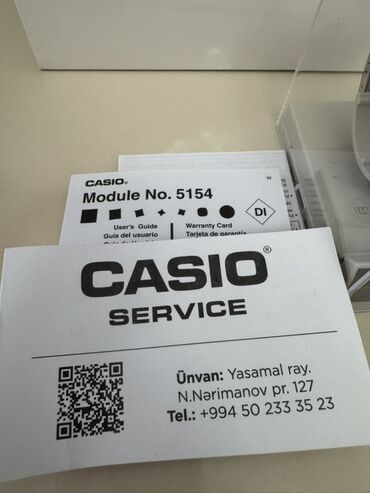 W
CASIO®
Module No. 5154
DI
User's Guide
Guía del usuario
Warranty Card
Tarjeta de garantía
CASIO®
SERVICE
Ünvan: Yasamal ray.
N.Nərimanov pr. 127
Tel.: +994 50 233 35 23